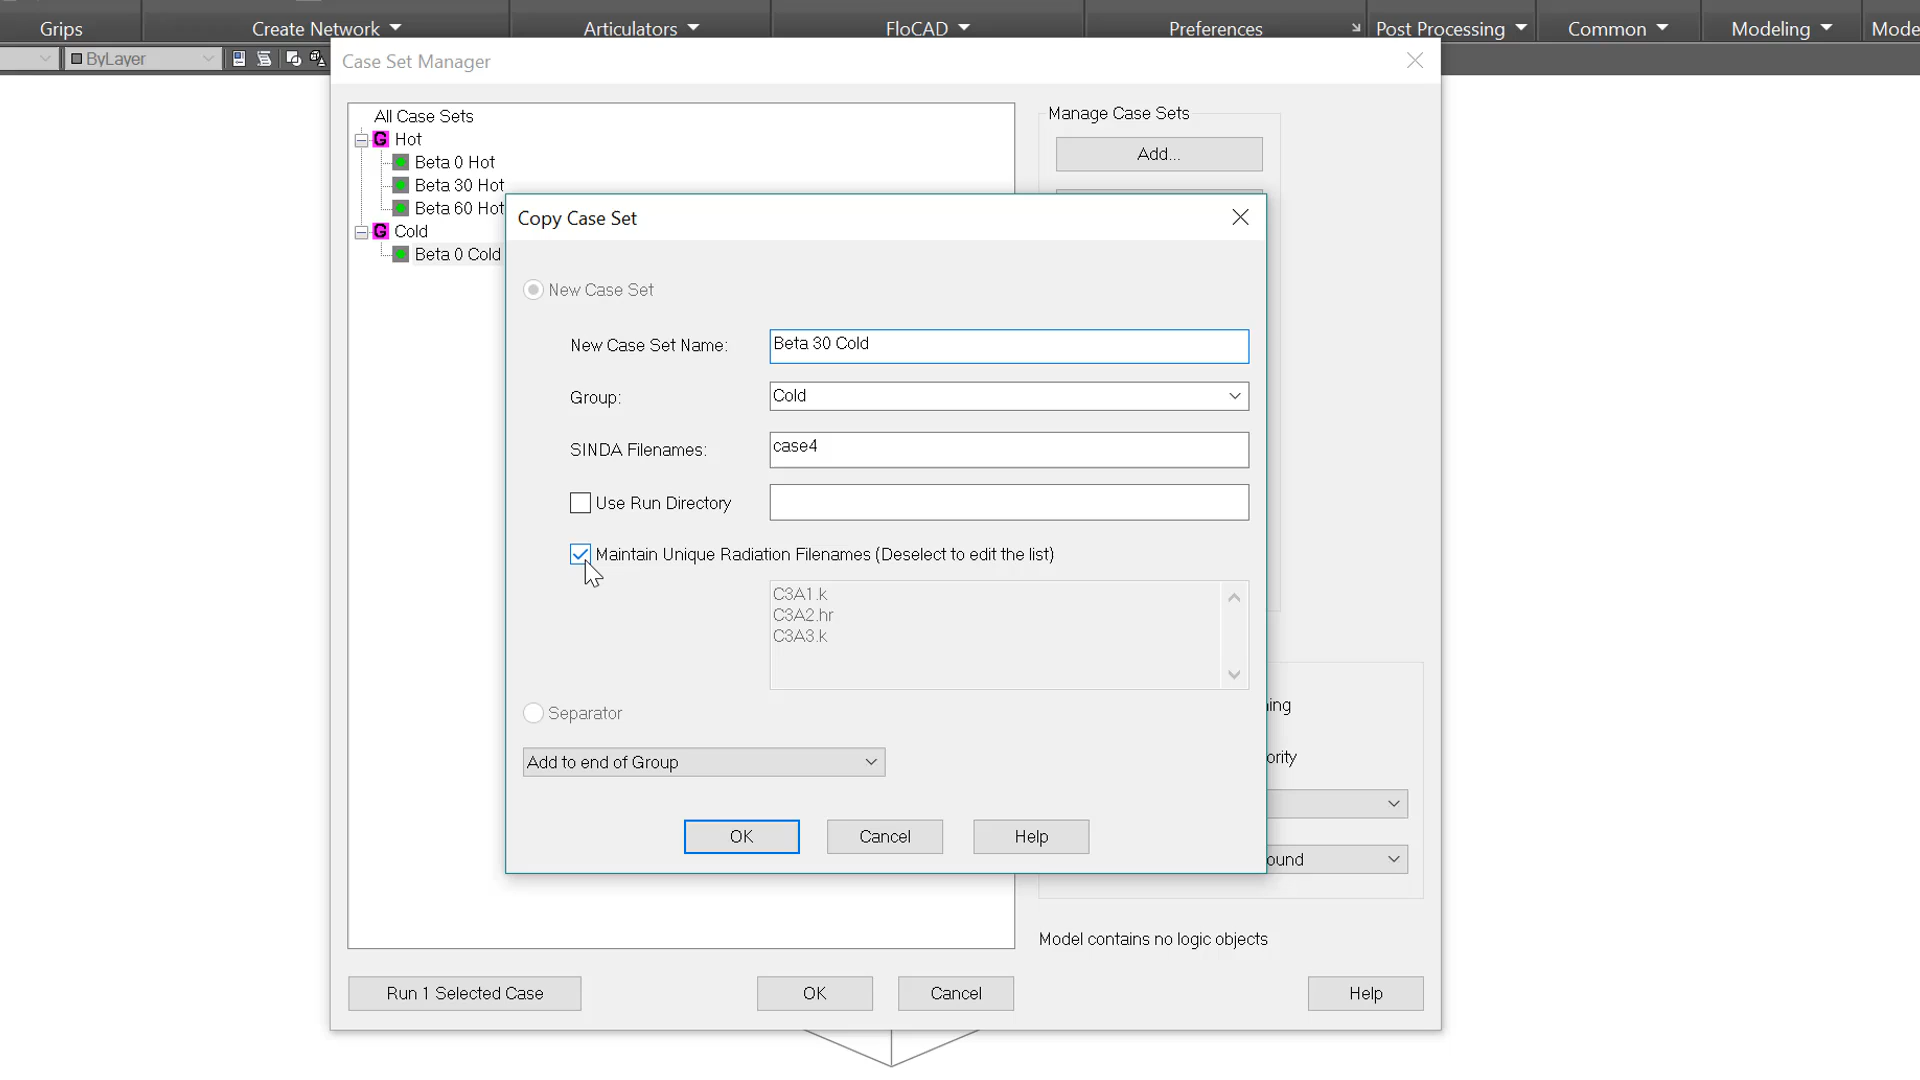 Grips
Create Network
Articulators
FloCAD
Preferences
Post Processing
Common
Modeling
Mode
ByLayer
Case Set Manager
All Case Sets
G Hot
Beta 0 Hot
Beta 30 Hot
Beta 60 Hot
G Cold
Beta 0 Cold
Manage Case Sets
Add...
Copy Case Set
New Case Set
New Case Set Name:
Beta 30 Cold
Group:
Cold
SINDA Filenames:
case4
Use Run Directory
Maintain Unique Radiation Filenames (Deselect to edit the list)
C3A1.k
C3A2.hr
C3A3.k
Separator
Add to end of Group
OK
Cancel
Help
ning
ority
ound
Model contains no logic objects
Run 1 Selected Case
OK
Cancel
Help